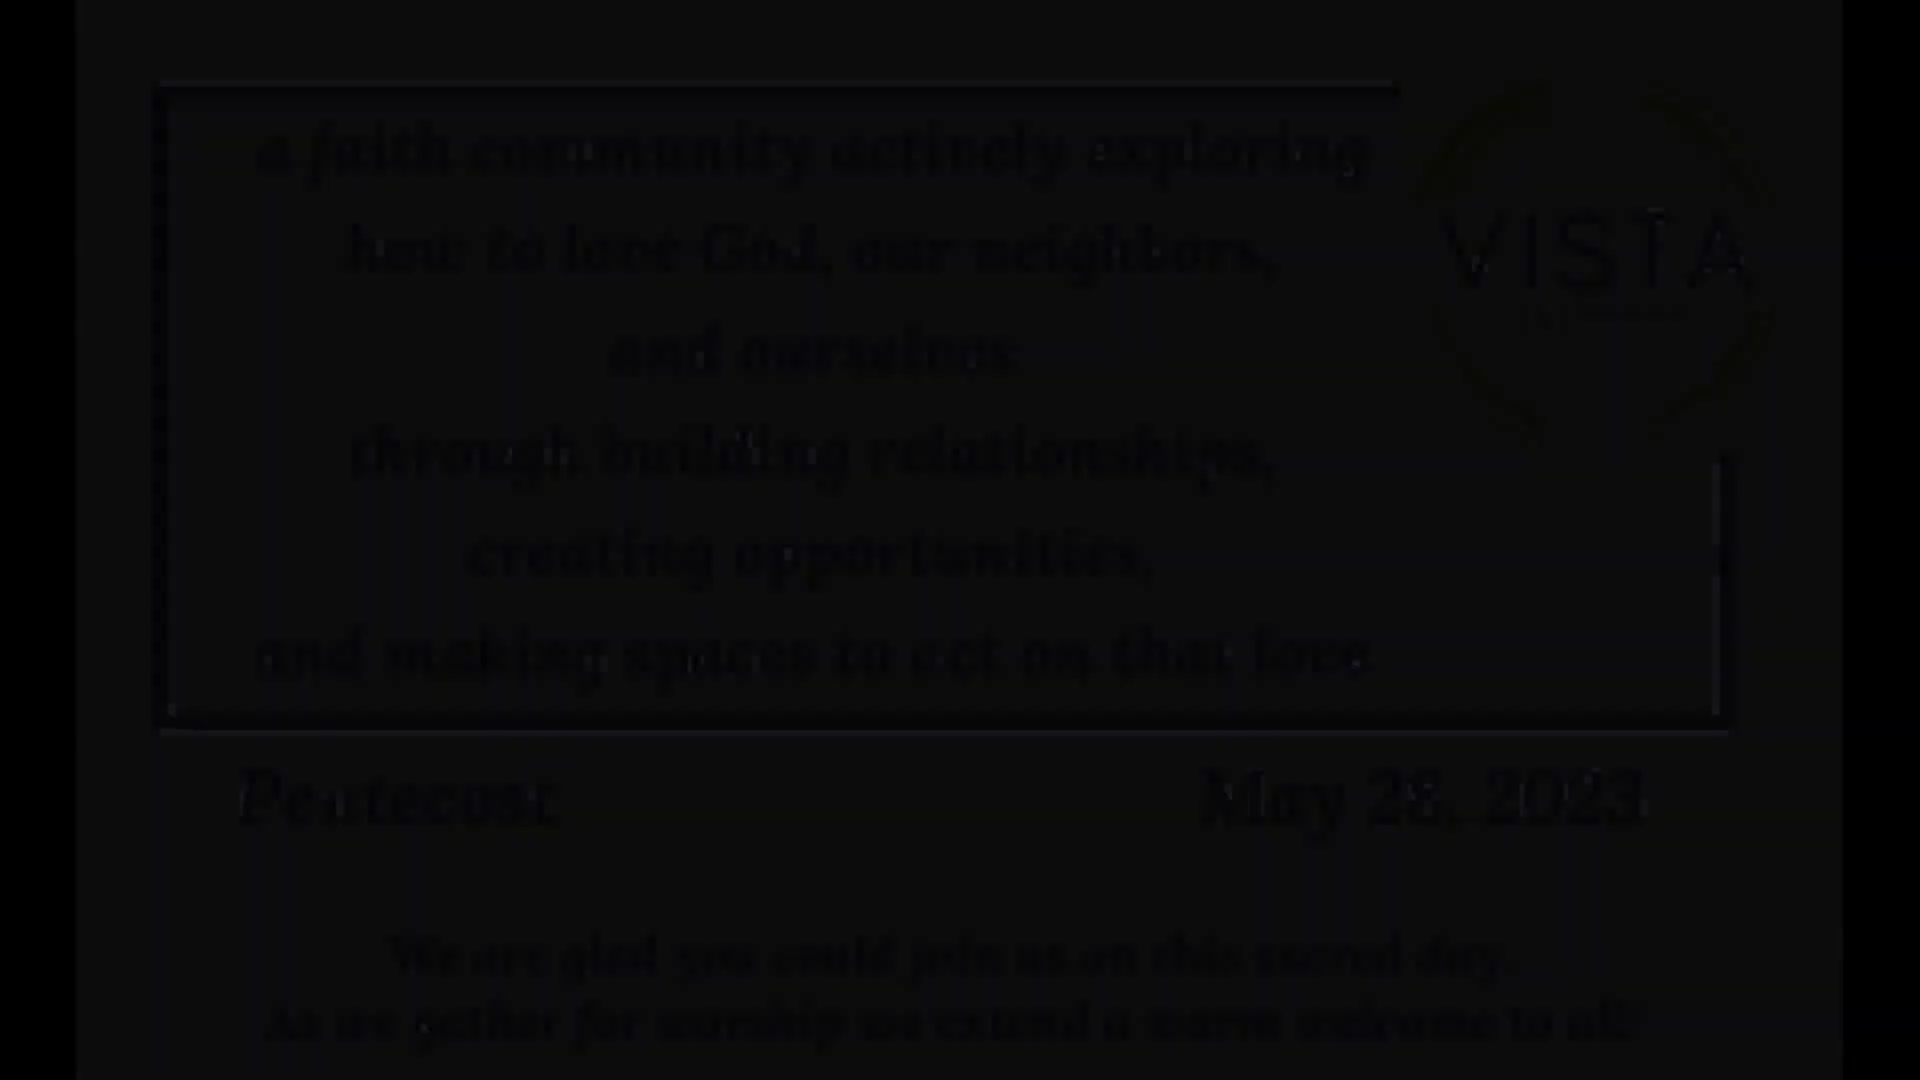 a faith community actively exploring
how to love God, our neighbors,
and ourselves
through building relationships,
creating opportunities,
and making spaces to act on that love
VISTA
Pentecost
May 28, 2023
We are glad you could join us on this sacred day.
As we gather for worship we extend a warm welcome to all!